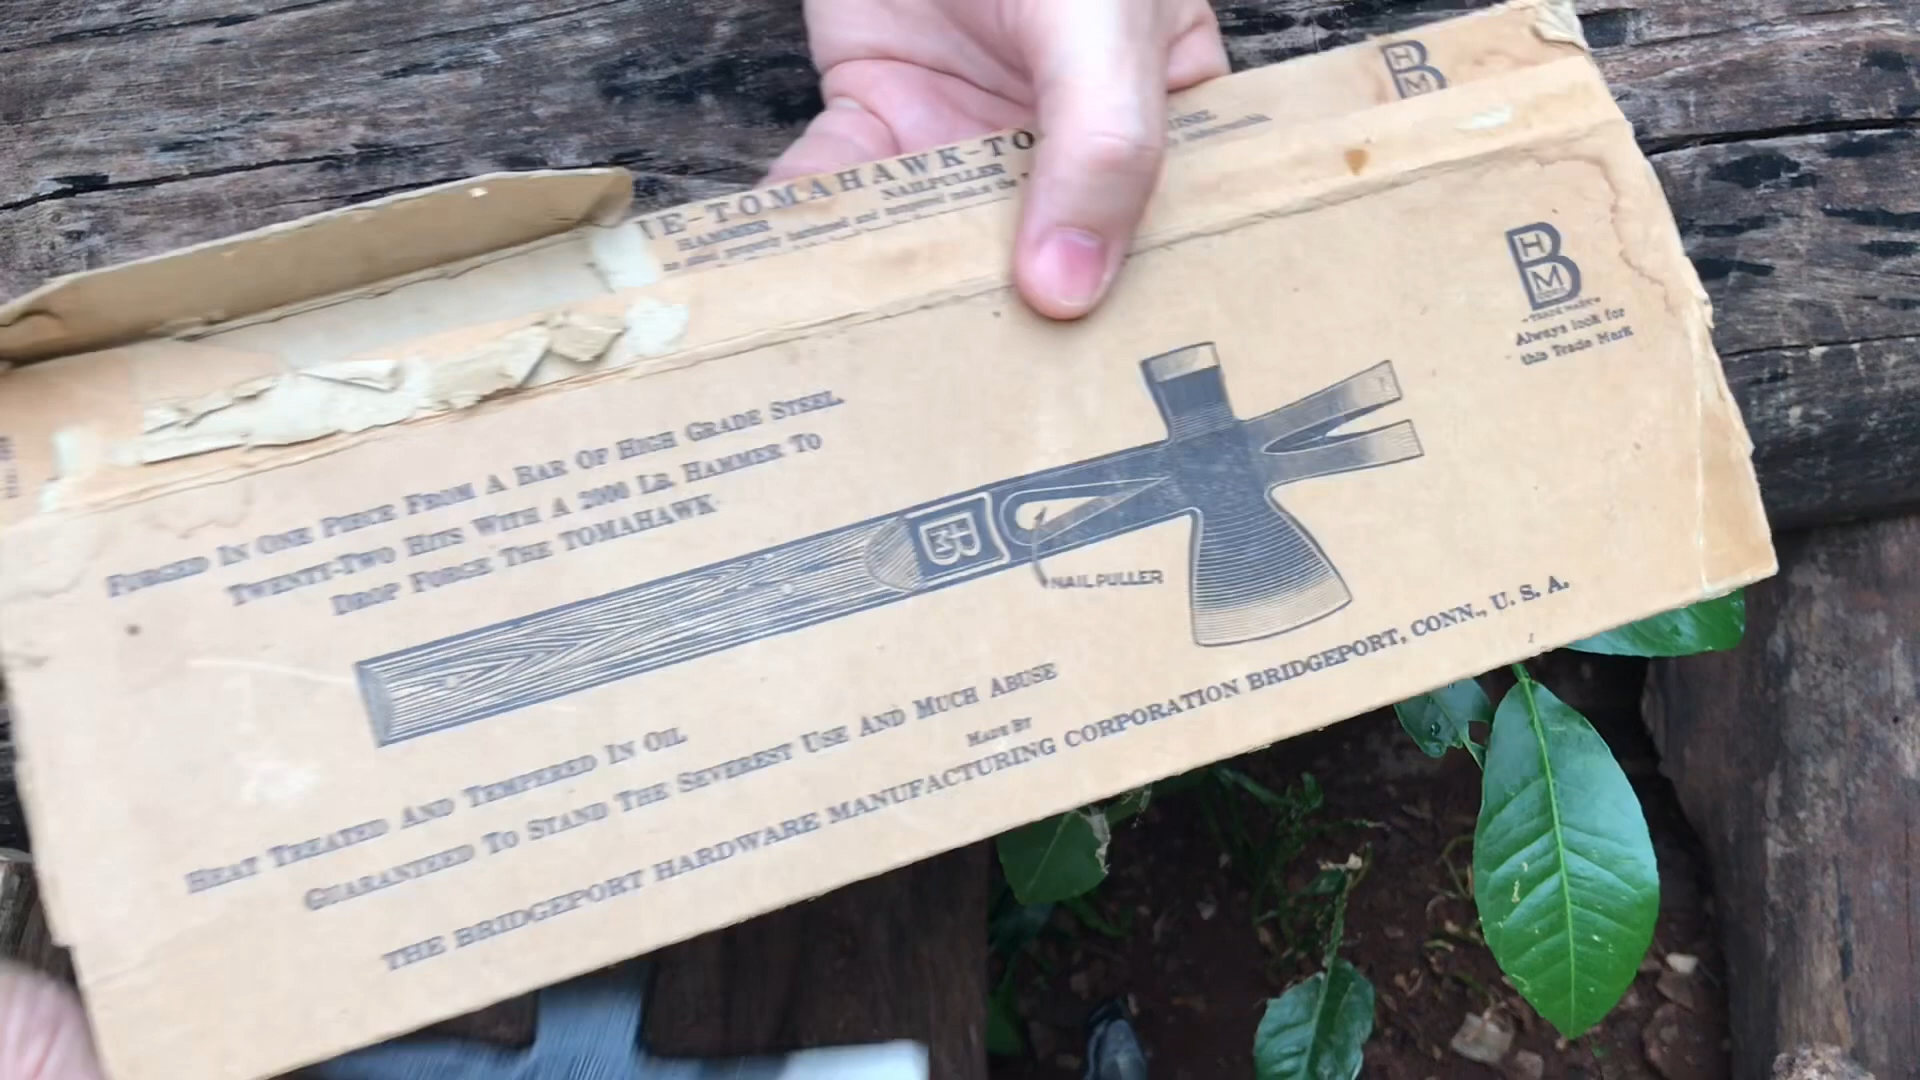 -TOMAHAWK-TO
HAMMER NAILPULLER
properly hardened and
B H M
B H M
TRADE MARK
Always look for
this Trade Mark
FORGED IN ONE PIECE FROM A BAR OF HIGH GRADE STEEL.
TWENTY-TWO HITS WITH A 2000 LB. HAMMER TO
DROP FORGE THE TOMAHAWK
B H M
NAIL PULLER
HEAT TREATED AND TEMPERED IN OIL
GUARANTEED TO STAND THE SEVEREST USE AND MUCH ABUSE
MADE BY
THE BRIDGEPORT HARDWARE MANUFACTURING CORPORATION BRIDGEPORT, CONN., U. S. A.